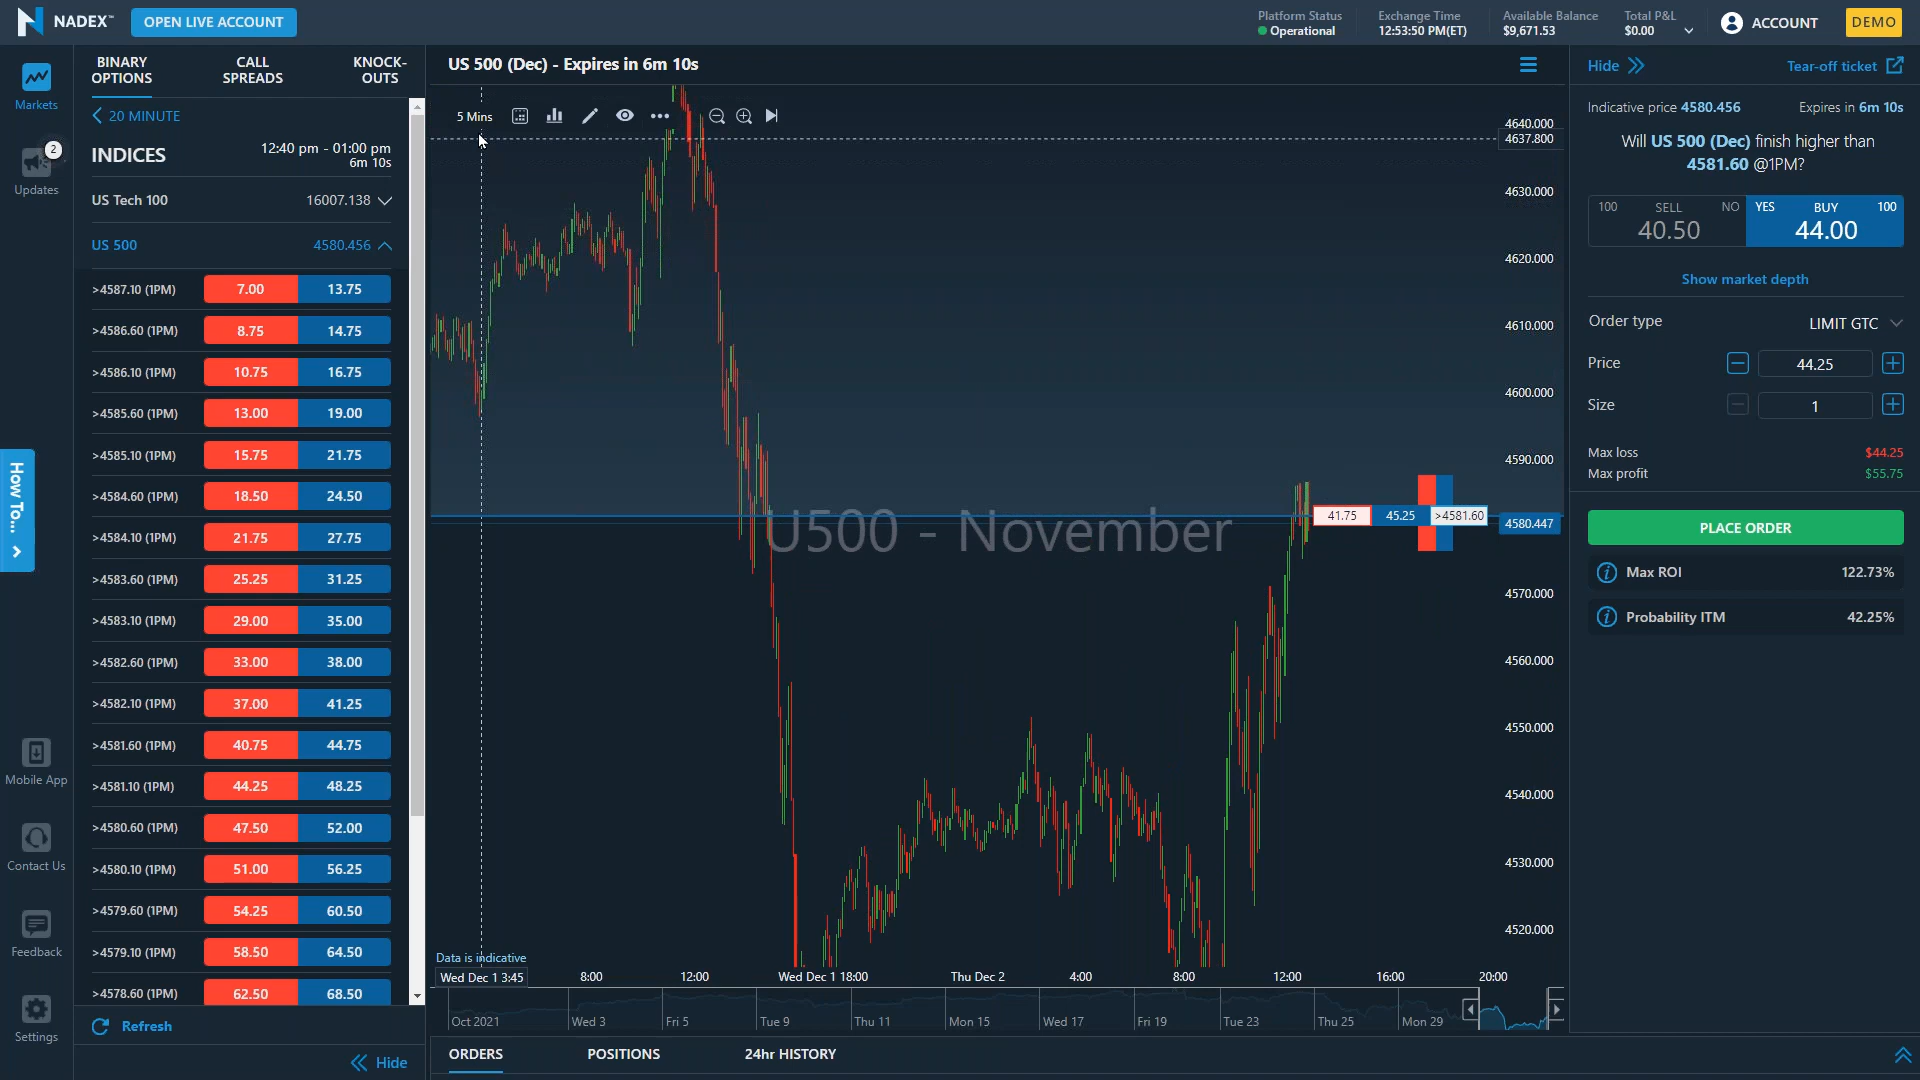 NADEX™
OPEN LIVE ACCOUNT
Platform Status
Operational
Exchange Time
12:53:50 PM(ET)
Available Balance
$9,671.53
Total P&L
$0.00
ACCOUNT
DEMO
Markets
2
Updates
How To...
Mobile App
Contact Us
Feedback
Settings
BINARY OPTIONS
CALL SPREADS
KNOCK-OUTS
20 MINUTE
INDICES
12:40 pm - 01:00 pm
6m 10s
US Tech 100 16007.138
US 500 4580.456
>4587.10 (1PM) 7.00 13.75
>4586.60 (1PM) 8.75 14.75
>4586.10 (1PM) 10.75 16.75
>4585.60 (1PM) 13.00 19.00
>4585.10 (1PM) 15.75 21.75
>4584.60 (1PM) 18.50 24.50
>4584.10 (1PM) 21.75 27.75
>4583.60 (1PM) 25.25 31.25
>4583.10 (1PM) 29.00 35.00
>4582.60 (1PM) 33.00 38.00
>4582.10 (1PM) 37.00 41.25
>4581.60 (1PM) 40.75 44.75
>4581.10 (1PM) 44.25 48.25
>4580.60 (1PM) 47.50 52.00
>4580.10 (1PM) 51.00 56.25
>4579.60 (1PM) 54.25 60.50
>4579.10 (1PM) 58.50 64.50
>4578.60 (1PM) 62.50 68.50
Refresh
Hide
US 500 (Dec) - Expires in 6m 10s
5 Mins
4640.000
4637.800
4630.000
4620.000
4610.000
4600.000
4590.000
41.75 45.25 >4581.60
4580.447
U500 - November
4570.000
4560.000
4550.000
4540.000
4530.000
4520.000
Data is indicative
Wed Dec 1 3:45 8:00 12:00 Wed Dec 1 18:00 Thu Dec 2 4:00 8:00 12:00 16:00 20:00
Oct 2021 Wed 3 Fri 5 Tue 9 Thu 11 Mon 15 Wed 17 Fri 19 Tue 23 Thu 25 Mon 29
ORDERS POSITIONS 24hr HISTORY
Hide
Tear-off ticket
Indicative price 4580.456
Expires in 6m 10s
Will US 500 (Dec) finish higher than
4581.60 @1PM?
100 SELL NO
40.50
YES BUY 100
44.00
Show market depth
Order type LIMIT GTC
Price 44.25
Size 1
Max loss $44.25
Max profit $55.75
PLACE ORDER
Max ROI 122.73%
Probability ITM 42.25%